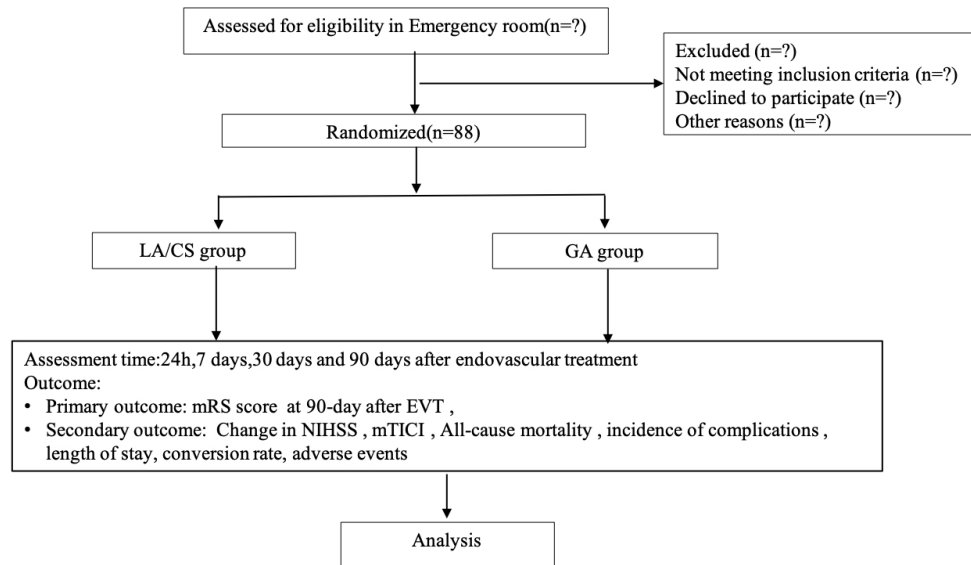 Assessed for eligibility in Emergency room(n=?)
Excluded (n=?)
Not meeting inclusion criteria (n=?)
Declined to participate (n=?)
Other reasons (n=?)
Randomized(n=88)
LA/CS group
GA group
Assessment time:24h,7 days,30 days and 90 days after endovascular treatment
Outcome:
• Primary outcome: mRS score at 90-day after EVT ,
• Secondary outcome: Change in NIHSS , mTICI , All-cause mortality , incidence of complications ,
length of stay, conversion rate, adverse events
Analysis